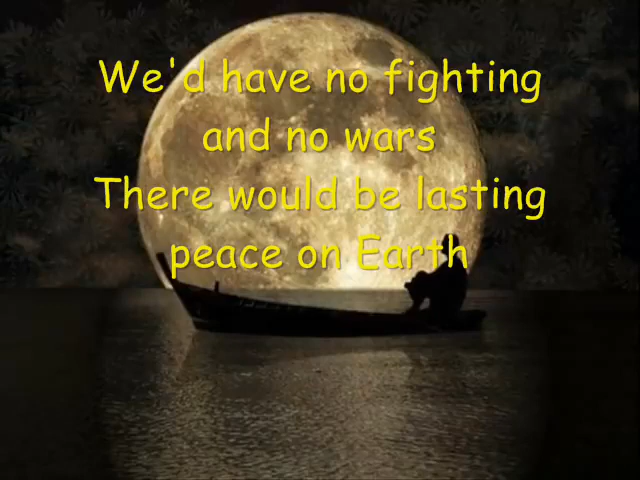 We'd have no fighting
and no wars
There would be lasting
peace on Earth